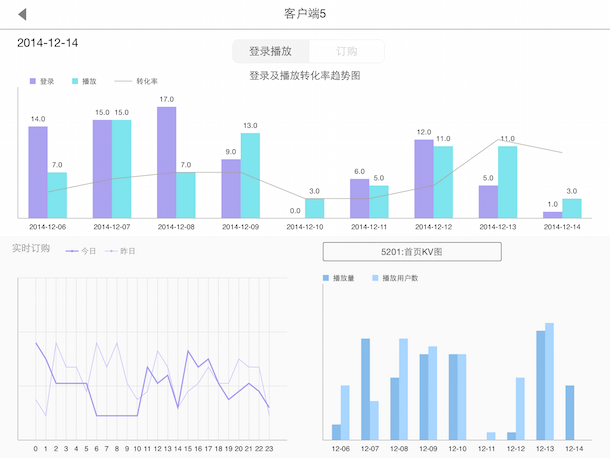 客户端5
2014-12-14
登录播放 订购
登录及播放转化率趋势图
登录 播放 转化率
14.0 7.0 15.0 15.0 17.0 7.0 9.0 13.0 0.0 3.0 6.0 5.0 12.0 11.0 5.0 11.0 1.0 3.0
2014-12-06 2014-12-07 2014-12-08 2014-12-09 2014-12-10 2014-12-11 2014-12-12 2014-12-13 2014-12-14
实时订购 今日 昨日
0 1 2 3 4 5 6 7 8 9 10 11 12 13 14 15 16 17 18 19 20 21 22 23
5201:首页KV图
播放量 播放用户数
12-06 12-07 12-08 12-09 12-10 12-11 12-12 12-13 12-14